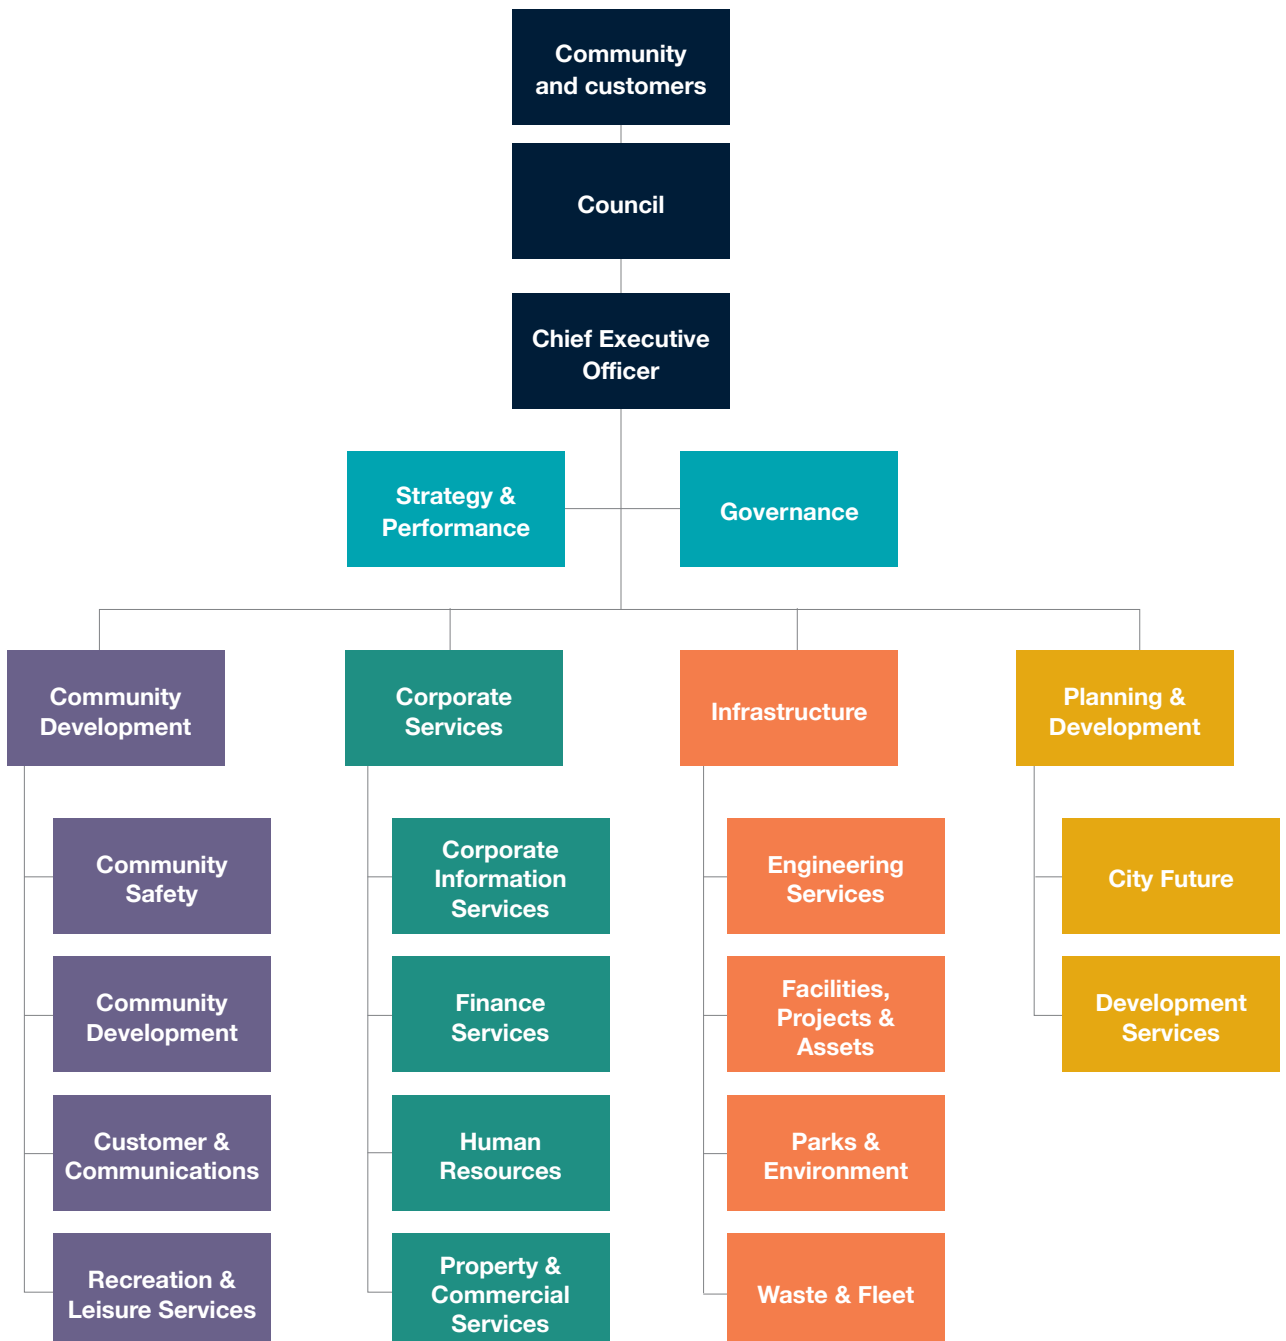 Community
and customers
Council
Chief Executive
Officer
Strategy &
Performance
Governance
Community
Development
Corporate
Services
Infrastructure
Planning &
Development
Community
Safety
Community
Development
Customer &
Communications
Recreation &
Leisure Services
Corporate
Information
Services
Finance
Services
Human
Resources
Property &
Commercial
Services
Engineering
Services
Facilities,
Projects &
Assets
Parks &
Environment
Waste & Fleet
City Future
Development
Services